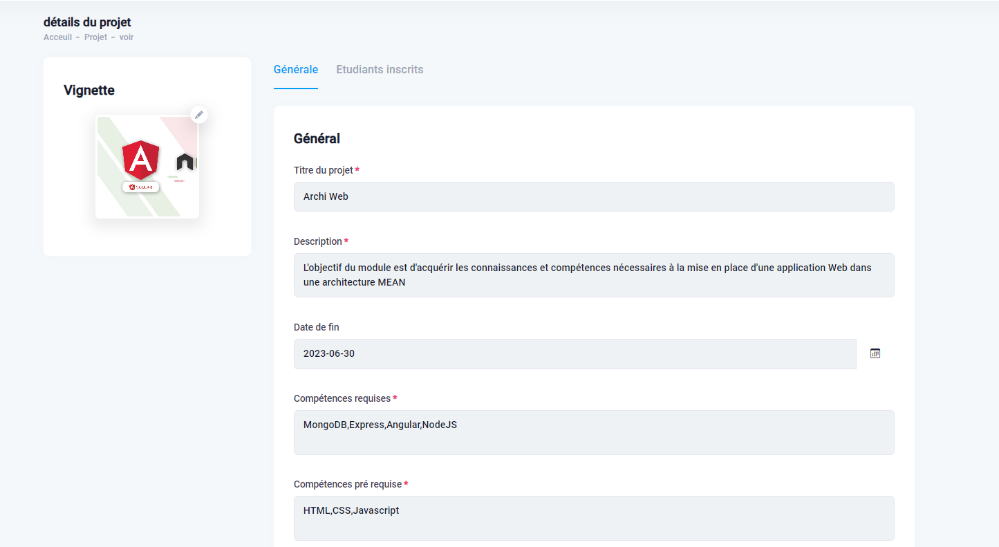 détails du projet
Acceuil - Projet - voir
Vignette
ANGULAR
Générale Etudiants inscrits
Général
Titre du projet *
Archi Web
Description *
L'objectif du module est d'acquérir les connaissances et compétences nécessaires à la mise en place d'une application Web dans
une architecture MEAN
Date de fin
2023-06-30
Compétences requises *
MongoDB,Express,Angular,NodeJS
Compétences pré requise *
HTML,CSS,Javascript